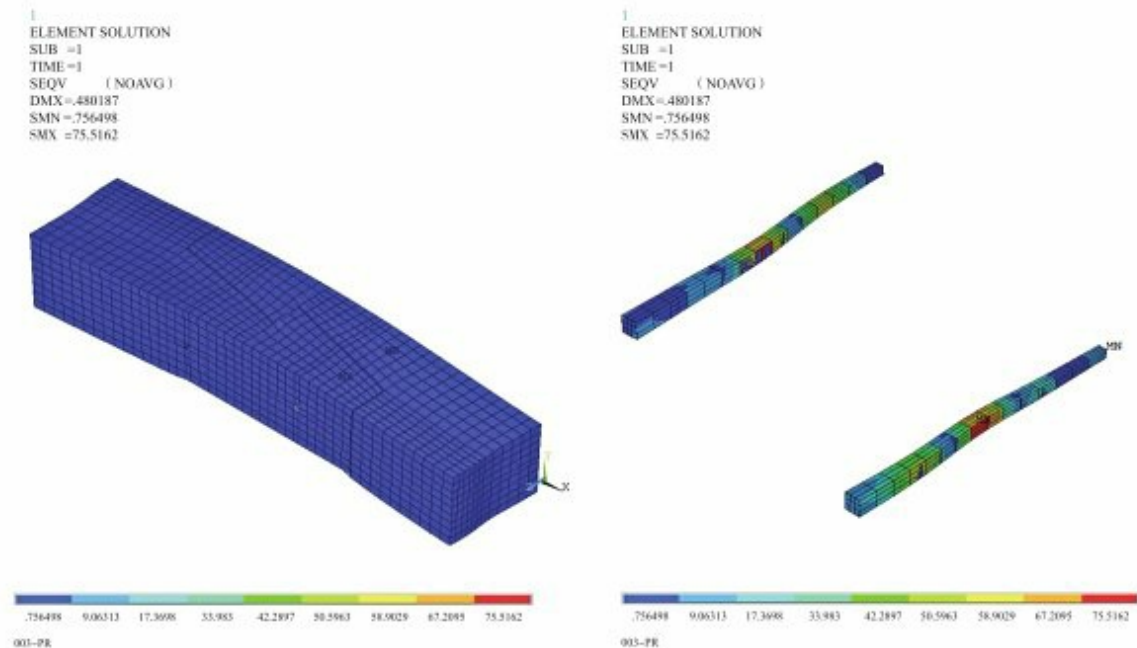 1
ELEMENT SOLUTION
SUB =1
TIME=1
SEQV (NOAVG)
DMX=.480187
SMN=.756498
SMX =75.5162
X
.756498 9.06313 17.3698 33.983 42.2897 50.5963 58.9029 67.2095 75.5162
003-PR
1
ELEMENT SOLUTION
SUB =1
TIME=1
SEQV (NOAVG)
DMX=.480187
SMN=.756498
SMX =75.5162
MN
.756498 9.06313 17.3698 33.983 42.2897 50.5963 58.9029 67.2095 75.5162
003-PR